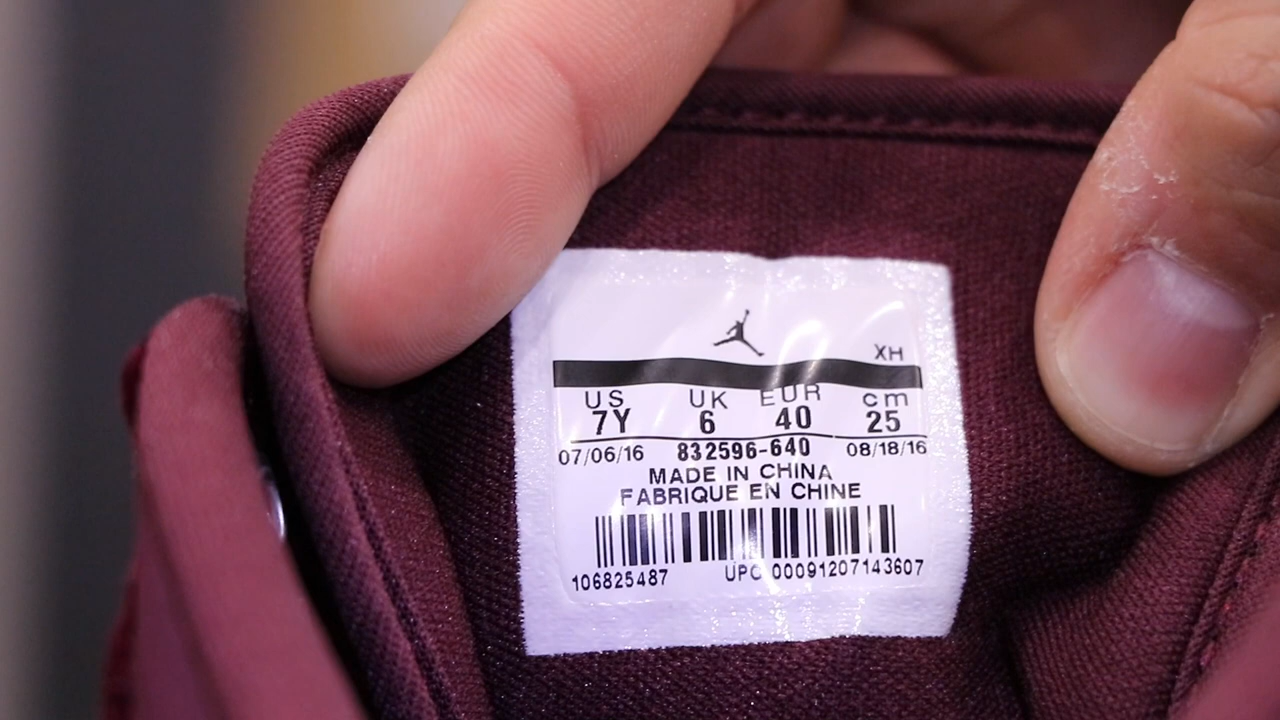 XH
US UK EUR cm
7Y 6 40 25
07/06/16 832596-640 08/18/16
MADE IN CHINA
FABRIQUE EN CHINE
106825487 UPC 00091207143607